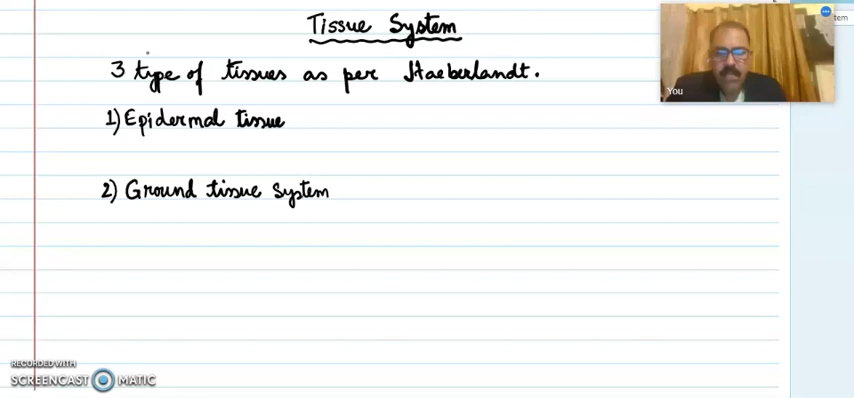 Tissue System
3 type of tissues as per Haeberlandt.
1) Epidermal tissue
2) Ground tissue System
tem
You
RECORDED WITH
SCREENCAST MATIC